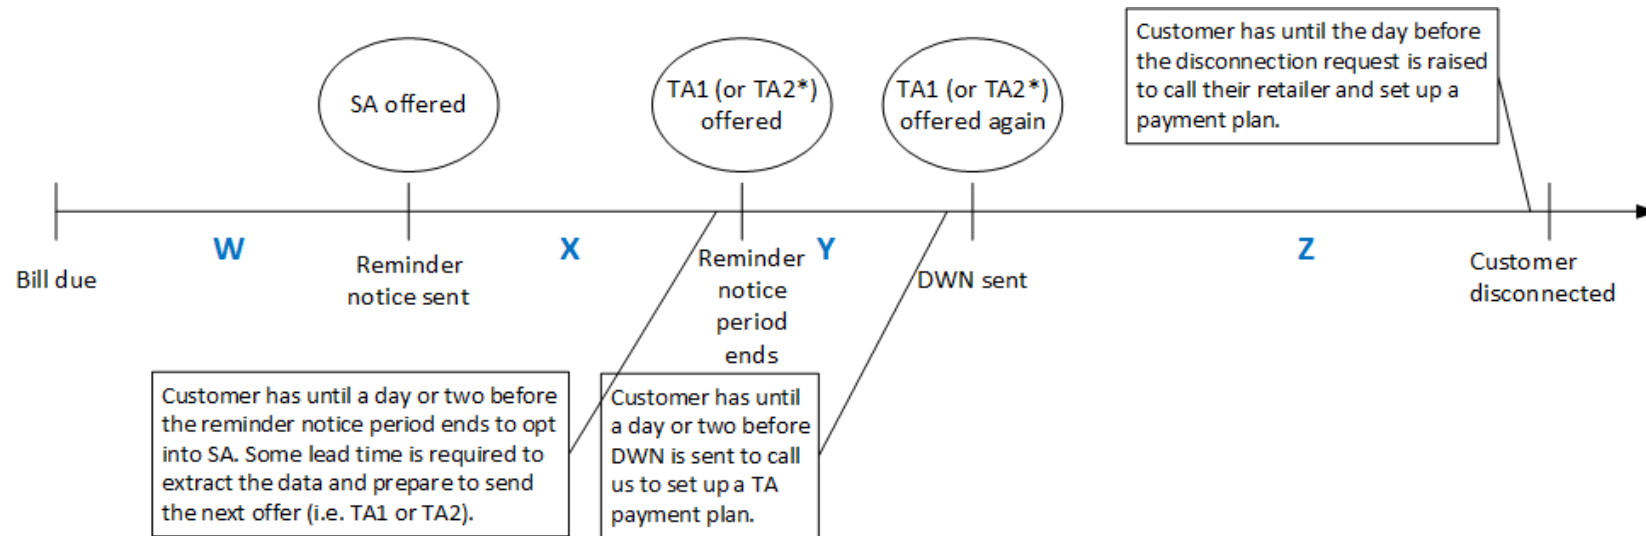 Customer has until the day before
the disconnection request is raised
to call their retailer and set up a
payment plan.
SA offered
TA1 (or TA2*)
offered
TA1 (or TA2*)
offered again
W
X
Y
Z
Bill due
Reminder
notice sent
Reminder
notice
period
ends
DWN sent
Customer
disconnected
Customer has until a day or two before
the reminder notice period ends to opt
into SA. Some lead time is required to
extract the data and prepare to send
the next offer (i.e. TA1 or TA2).
Customer has until
a day or two before
DWN is sent to call
us to set up a TA
payment plan.